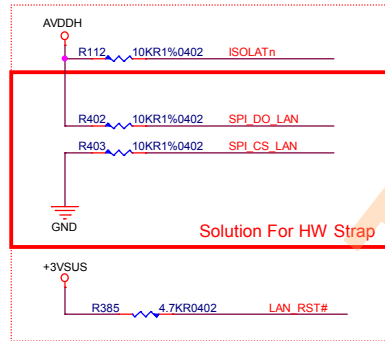 AVDDH
R112 10KR1%0402 ISOLATn
R402 10KR1%0402 SPI_DO_LAN
R403 10KR1%0402 SPI_CS_LAN
GND
Solution For HW Strap
+3VSUS
R385 4.7KR0402 LAN_RST#